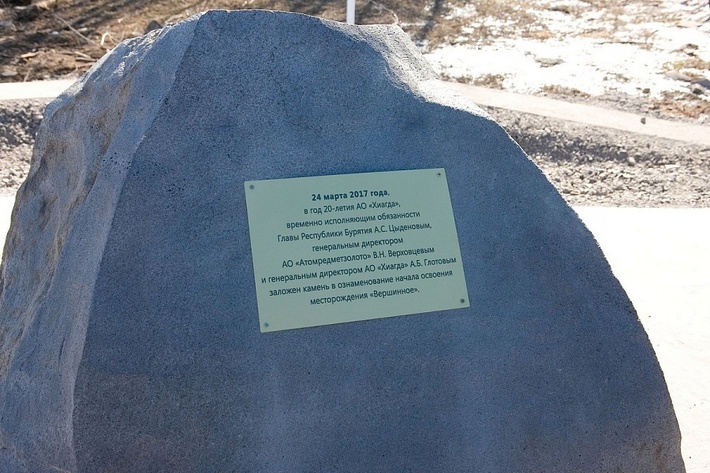 24 марта 2017 года,
в год 20-летия АО «Хиагда»,
временно исполняющим обязанности
Главы Республики Бурятия А.С. Цыденовым,
генеральным директором
АО «Атомредметзолото» В.Н. Верховцевым
и генеральным директором АО «Хиагда» А.Б. Глотовым
заложен камень в ознаменование начала освоения
месторождения «Вершинное».